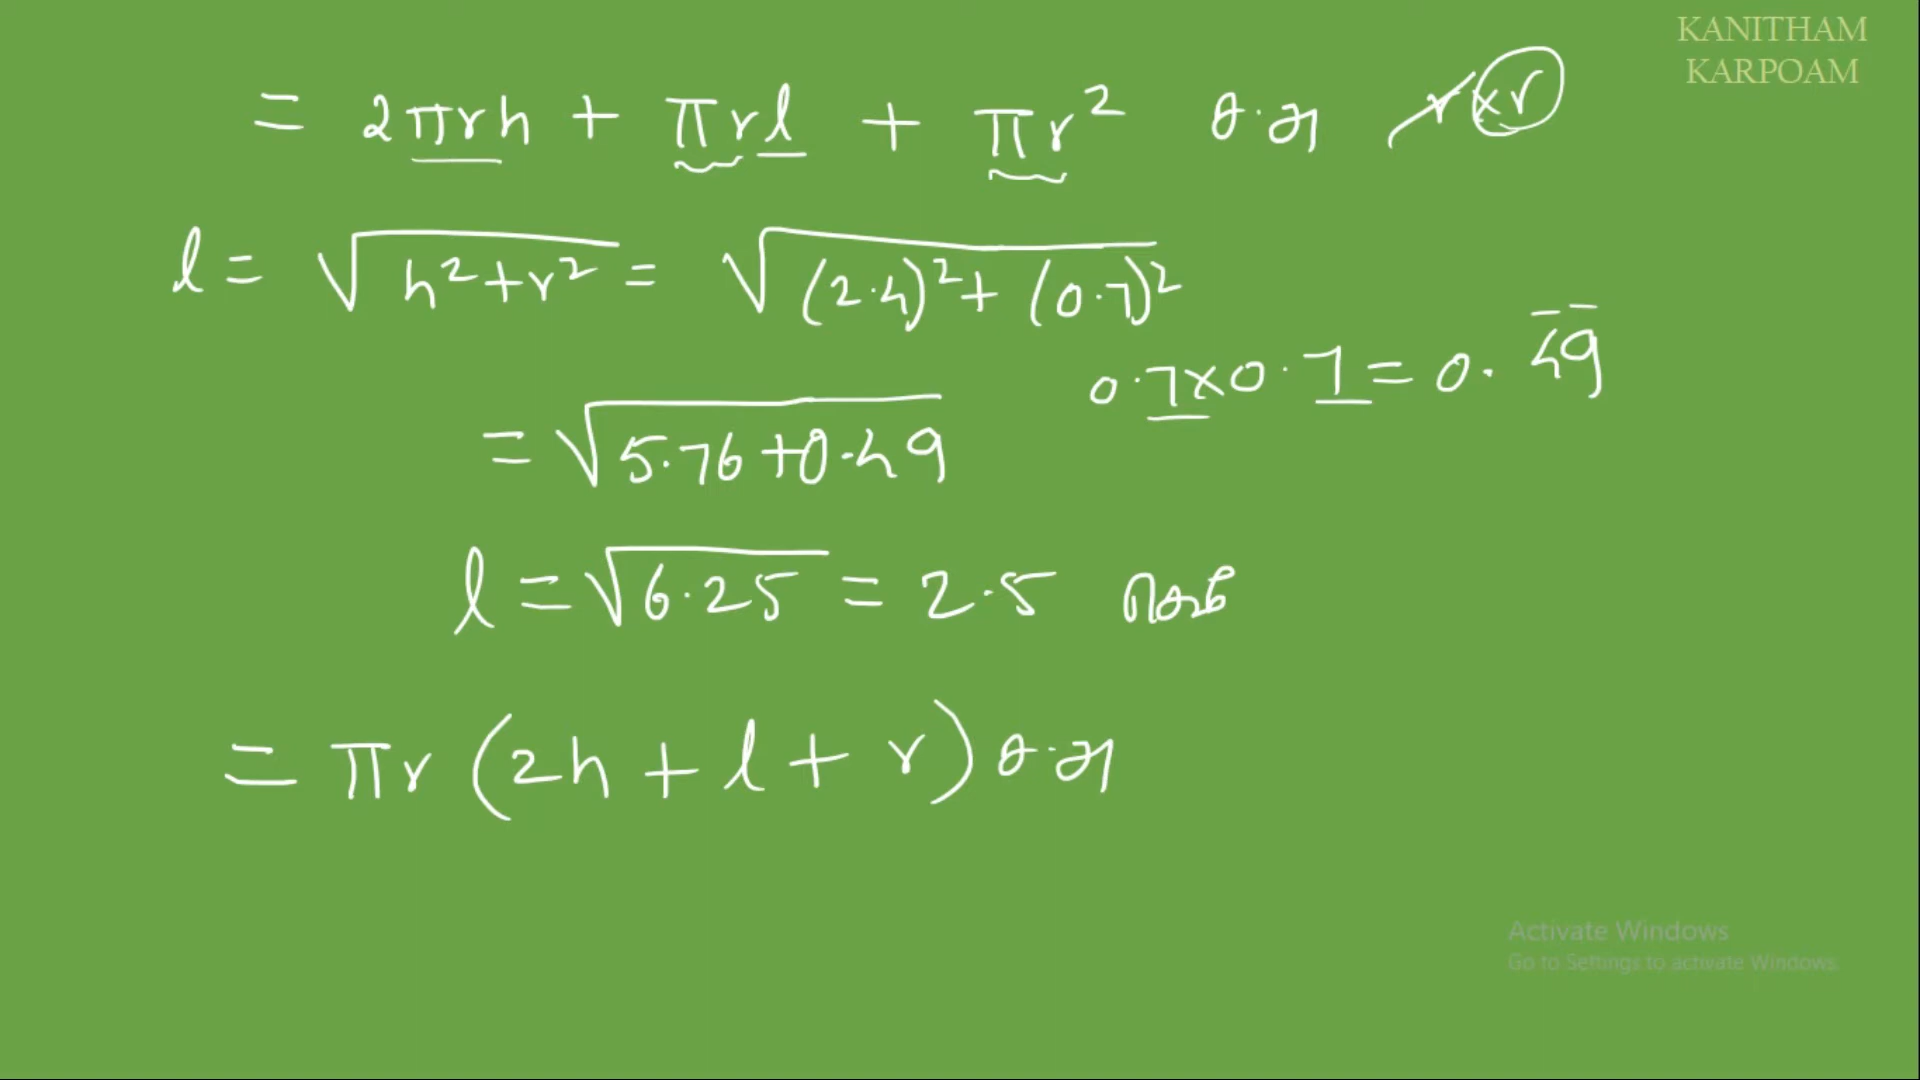 KANITHAM
KARPOAM
= 2πrh + πrl + πr² ச.அ r×r
l = √h²+r² = √(2.4)²+(0.7)²
0.7×0.7=0.49
= √5.76+0.49
l = √6.25 = 2.5 செமீ
= πr (2h + l + r) ச.அ
Activate Windows
Go to Settings to activate Windows.